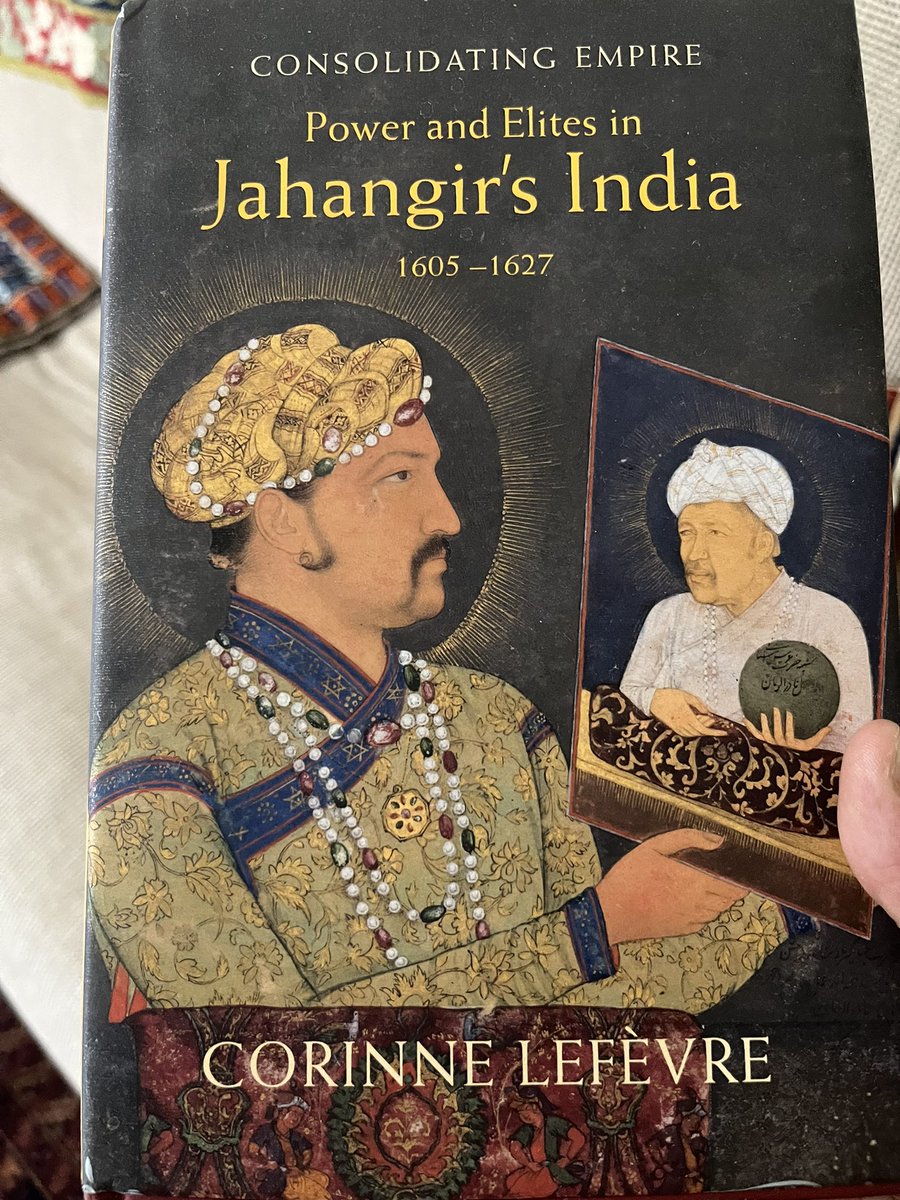 CONSOLIDATING EMPIRE
Power and Elites in
Jahangir's India
1605 – 1627
CORINNE LEFÈVRE